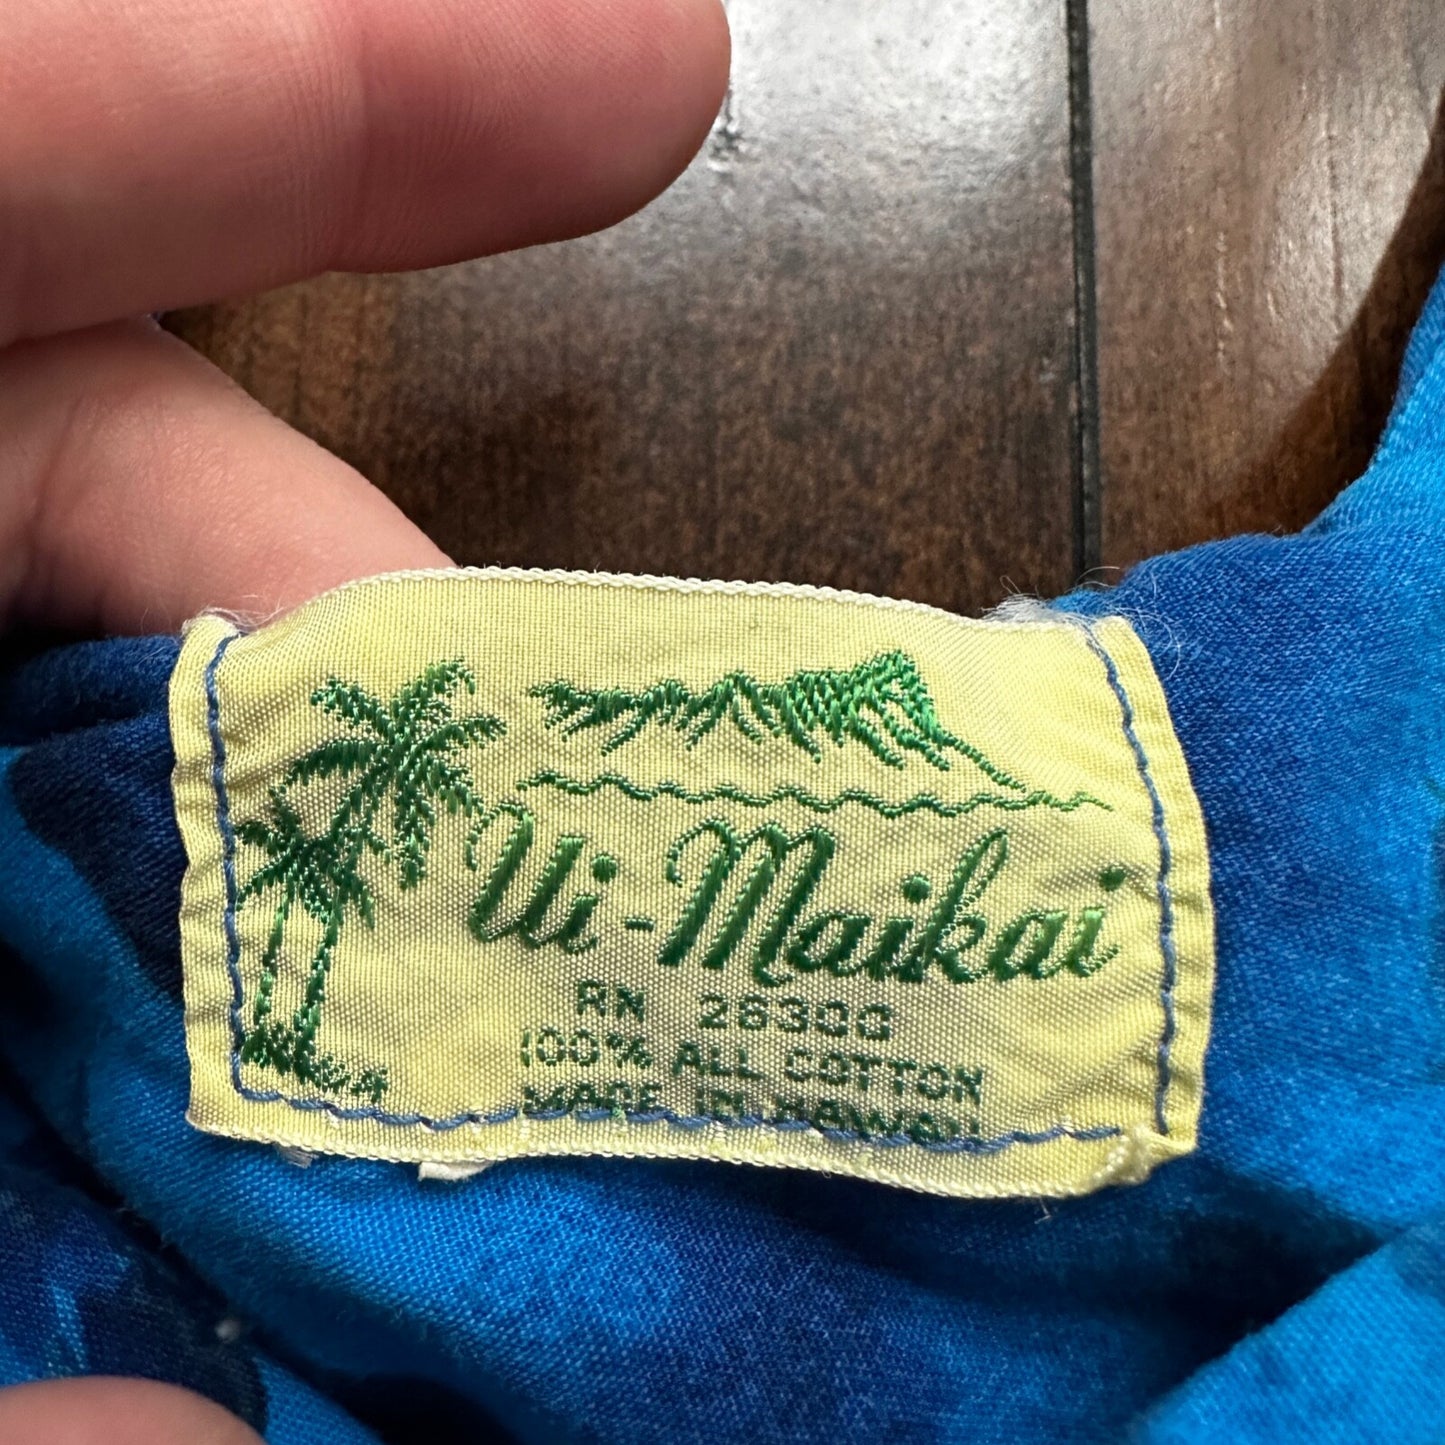 Ui-Maikai
RN 26300
100% ALL COTTON
MADE IN HAWAII